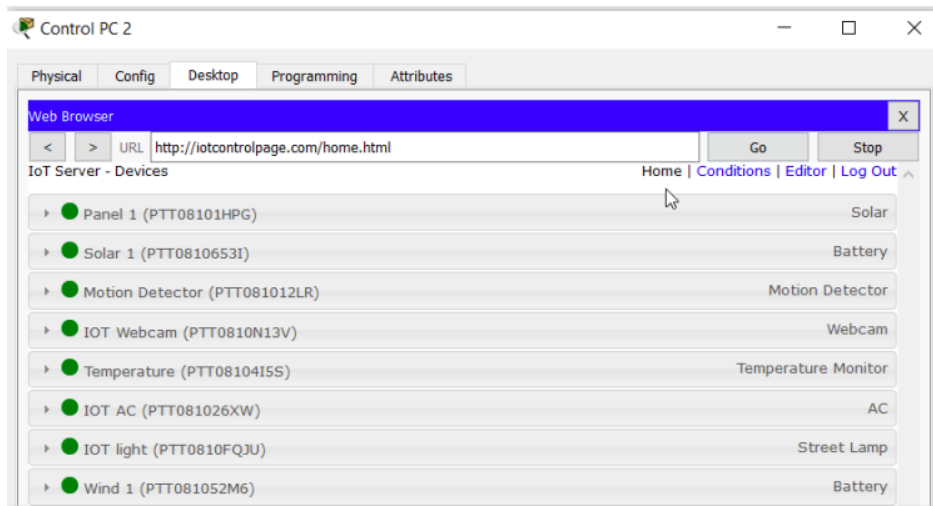 Control PC 2
Physical Config Desktop Programming Attributes
Web Browser X
< > URL http://iotcontrolpage.com/home.html Go Stop
IoT Server - Devices Home | Conditions | Editor | Log Out
Panel 1 (PTT08101HPG) Solar
Solar 1 (PTT0810653I) Battery
Motion Detector (PTT081012LR) Motion Detector
IOT Webcam (PTT0810N13V) Webcam
Temperature (PTT08104I5S) Temperature Monitor
IOT AC (PTT081026XW) AC
IOT light (PTT0810FQJU) Street Lamp
Wind 1 (PTT081052M6) Battery